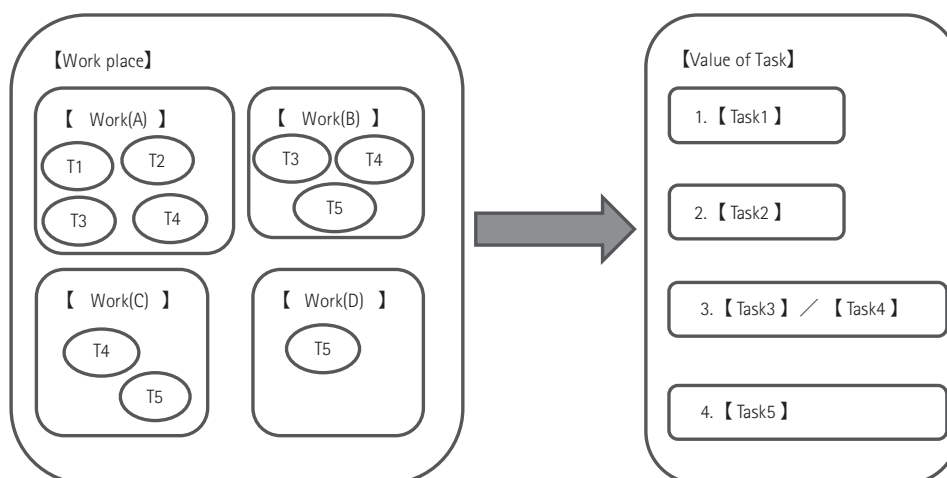 【Work place】
【 Work(A) 】
T1
T2
T3
T4
【 Work(B) 】
T3
T4
T5
【 Work(C) 】
T4
T5
【 Work(D) 】
T5
【Value of Task】
1.【 Task1 】
2.【 Task2 】
3.【 Task3 】 ／ 【 Task4 】
4.【 Task5 】